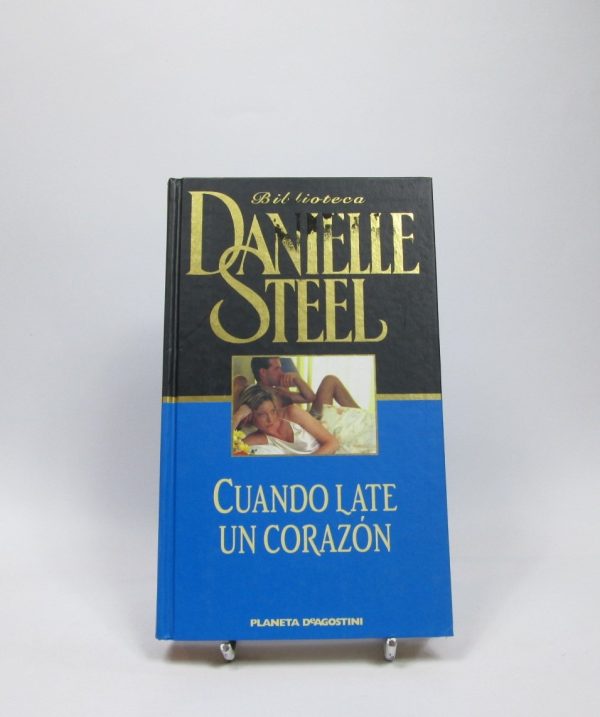 Biblioteca
DANIELLE
STEEL
CUANDO LATE
UN CORAZÓN
PLANETA DeAGOSTINI